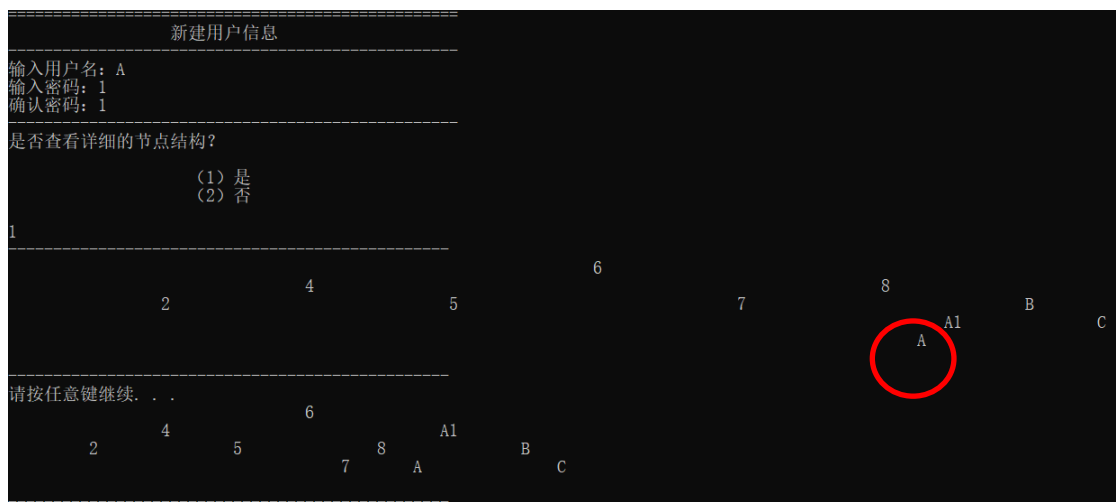 ==================================================
新建用户信息
--------------------------------------------------
输入用户名: A
输入密码: 1
确认密码: 1
--------------------------------------------------
是否查看详细的节点结构?
(1) 是
(2) 否
1
-------------------------------------------------
6
4 8
2 5 7 B
A1 C
A
-------------------------------------------------
请按任意键继续. . .
6
4 A1
2 5 8 B
7 A C
-------------------------------------------------